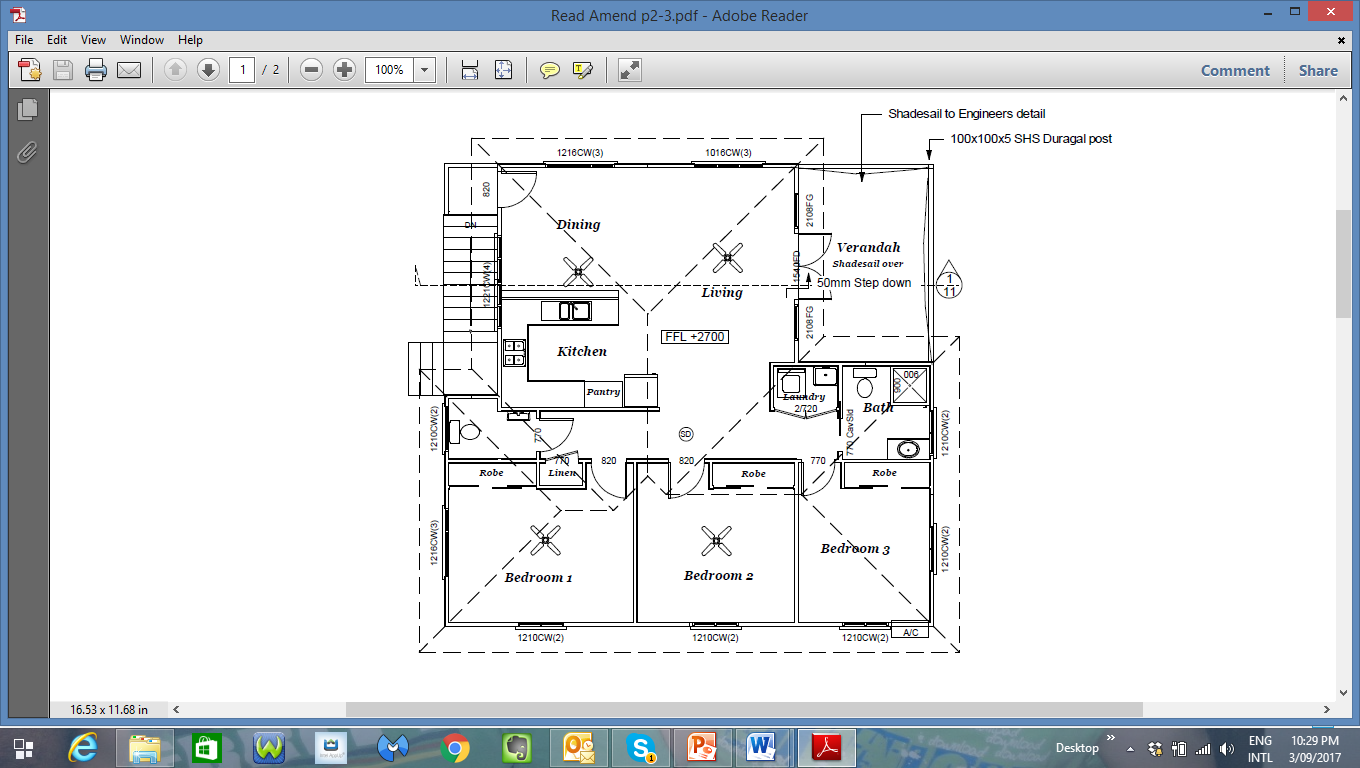 Read Amend p2-3.pdf - Adobe Reader
File Edit View Window Help
1 / 2
100%
Comment Share
Shadesail to Engineers detail
100x100x5 SHS Duragal post
1216CW(3) 1016CW(3)
820
2108FG
Dining
DN
Verandah
Shadesail over
1221CW(4)
1540FD
50mm Step down
1
11
Living
2108FG
FFL +2700
Kitchen
Pantry
Laundry
2/720
900
900
Bath
770 CavSld
1210CW(2)
770
SD
1210CW(2)
770 820 820 770
Robe Linen Robe Robe
1216CW(3)
1210CW(2)
Bedroom 1 Bedroom 2 Bedroom 3
1210CW(2) 1210CW(2) 1210CW(2) A/C
16.53 x 11.68 in
Desktop
ENG
INTL
10:29 PM
3/09/2017